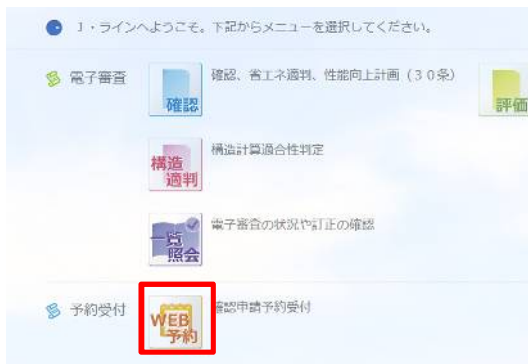 J・ラインへようこそ。下記からメニューを選択してください。
電子審査
確認
確認、省エネ適判、性能向上計画（３０条）
評価
構造
適判
構造計算適合性判定
一覧
照会
電子審査の状況や訂正の確認
予約受付
WEB
予約
確認申請予約受付